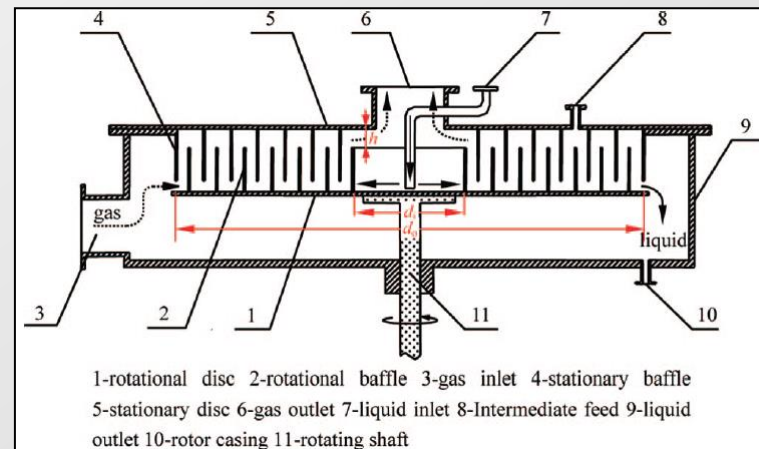 4 5 6 7 8
h
9
gas
dᵢ
d₀
liquid
3 2 1 11 10
1-rotational disc 2-rotational baffle 3-gas inlet 4-stationary baffle
5-stationary disc 6-gas outlet 7-liquid inlet 8-Intermediate feed 9-liquid
outlet 10-rotor casing 11-rotating shaft